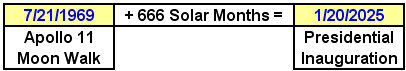 7/21/1969 + 666 Solar Months = 1/20/2025
Apollo 11 Presidential
Moon Walk Inauguration